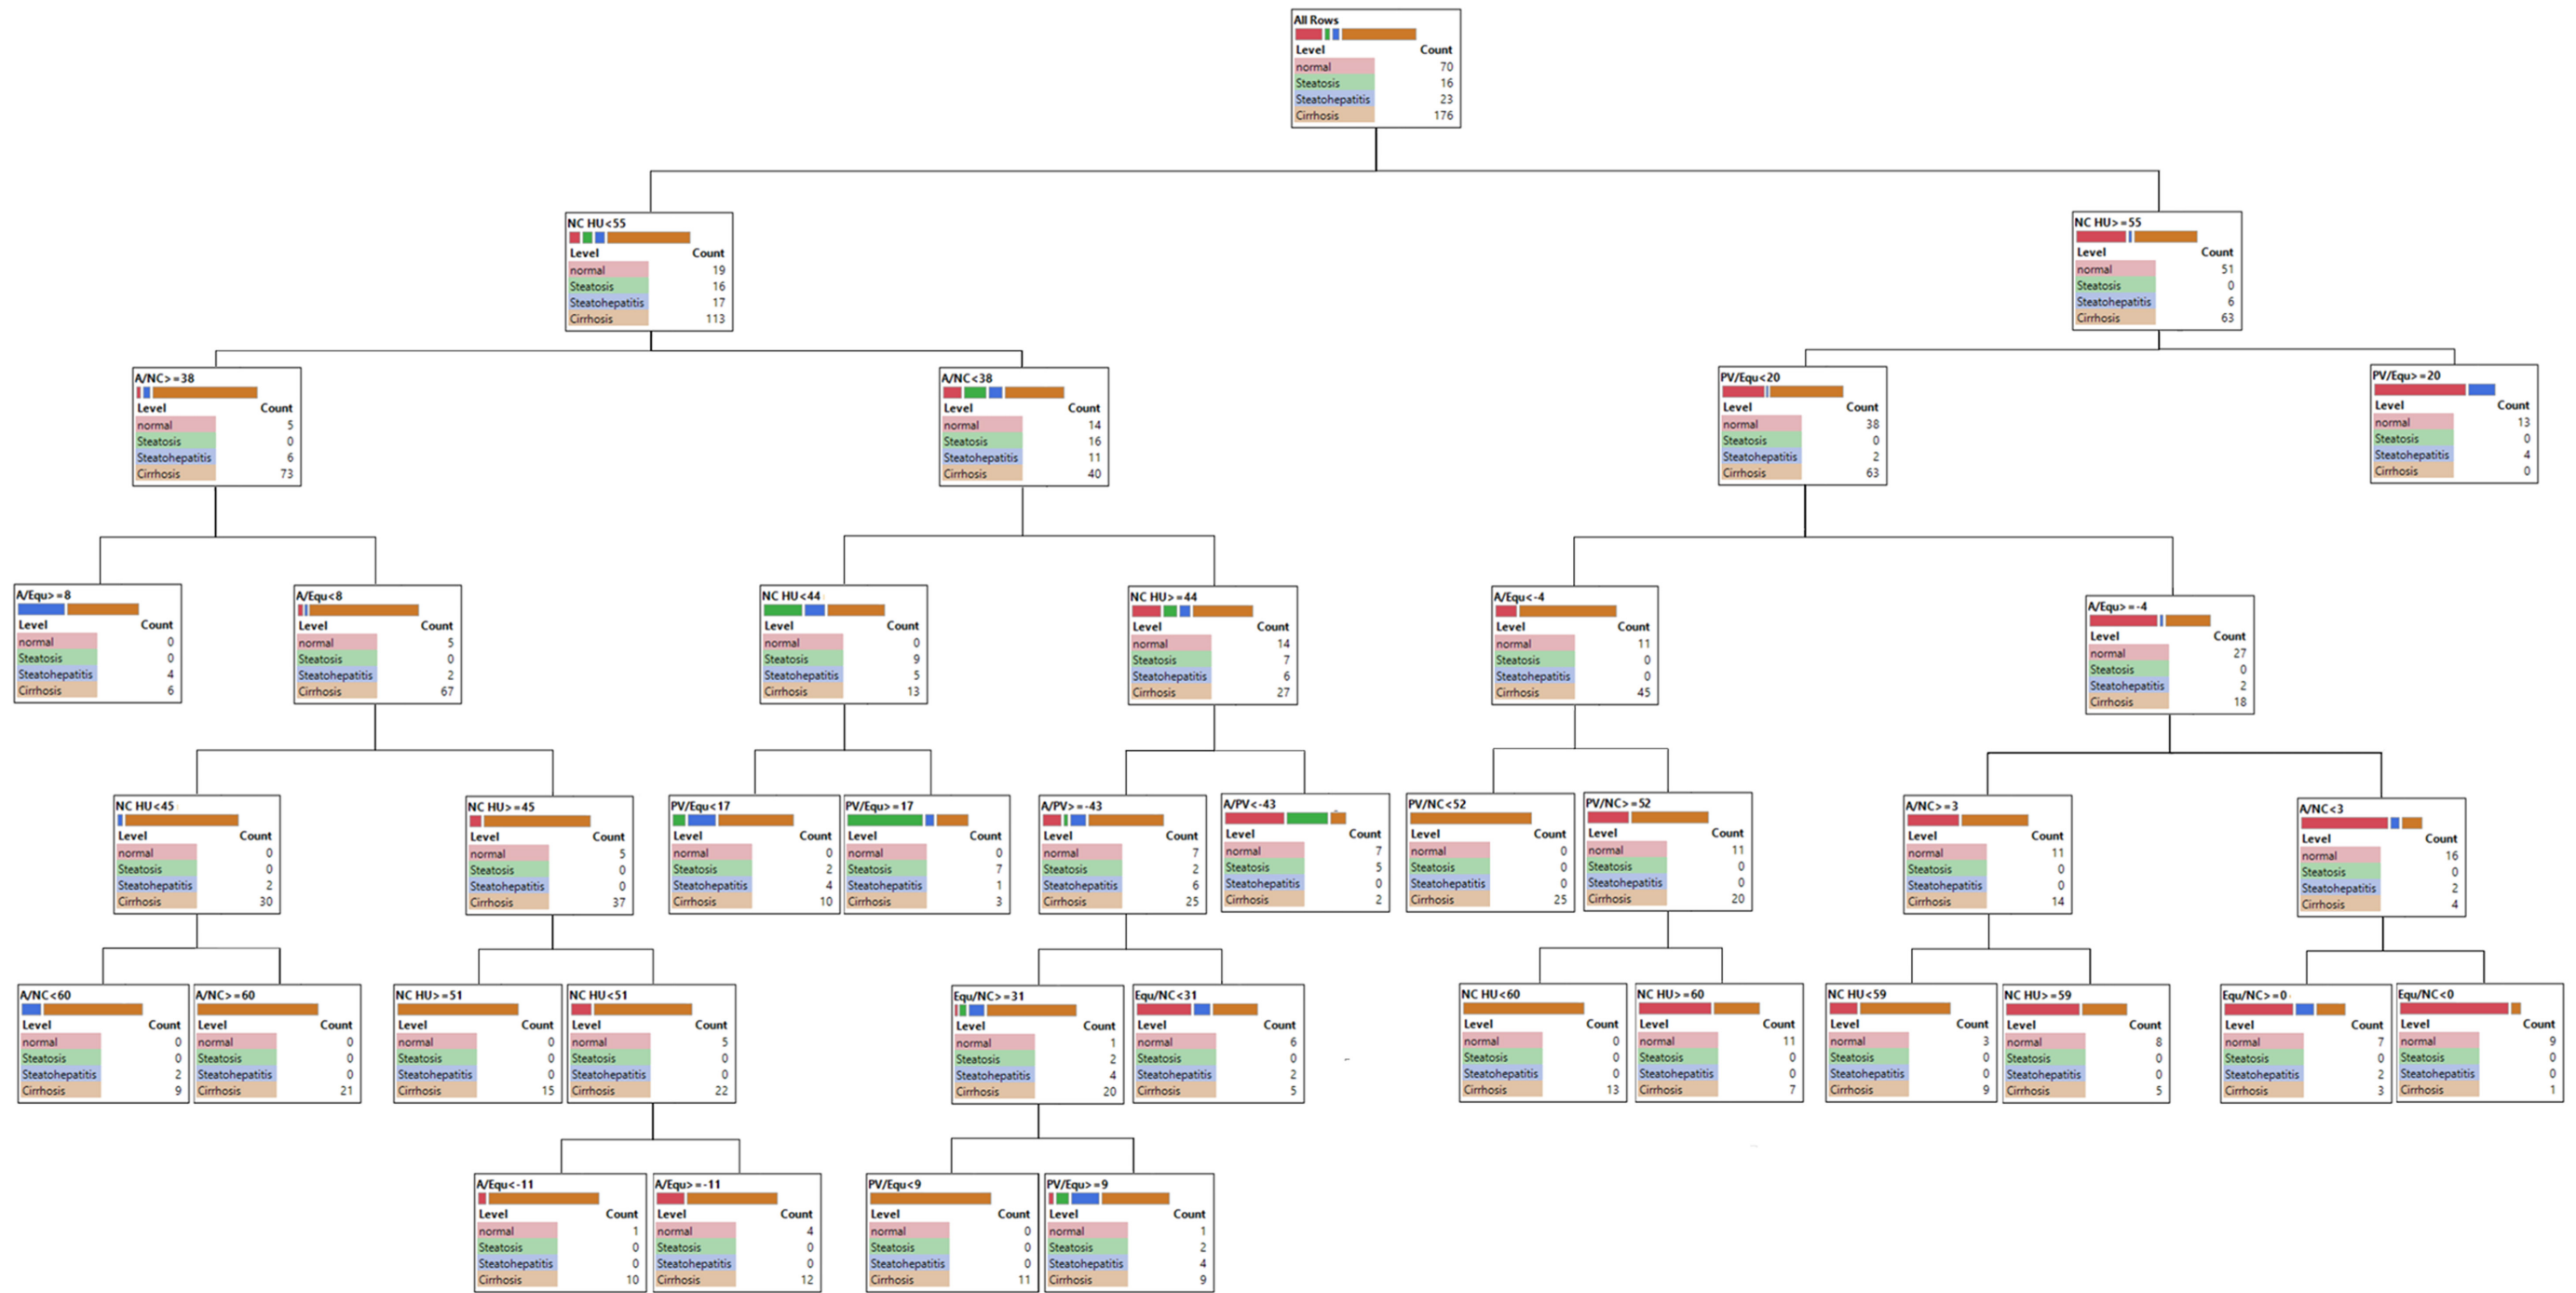 All Rows
Level Count
normal 70
Steatosis 16
Steatohepatitis 23
Cirrhosis 176
NC HU<55
Level Count
normal 19
Steatosis 16
Steatohepatitis 17
Cirrhosis 113
NC HU>=55
Level Count
normal 51
Steatosis 0
Steatohepatitis 6
Cirrhosis 63
A/NC>=38
Level Count
normal 5
Steatosis 0
Steatohepatitis 6
Cirrhosis 73
A/NC<38
Level Count
normal 14
Steatosis 16
Steatohepatitis 11
Cirrhosis 40
PV/Equ<20
Level Count
normal 38
Steatosis 0
Steatohepatitis 2
Cirrhosis 63
PV/Equ>=20
Level Count
normal 13
Steatosis 0
Steatohepatitis 4
Cirrhosis 0
A/Equ>=8
Level Count
normal 0
Steatosis 0
Steatohepatitis 4
Cirrhosis 6
A/Equ<8
Level Count
normal 5
Steatosis 0
Steatohepatitis 2
Cirrhosis 67
NC HU<44
Level Count
normal 0
Steatosis 9
Steatohepatitis 5
Cirrhosis 13
NC HU>=44
Level Count
normal 14
Steatosis 7
Steatohepatitis 6
Cirrhosis 27
A/Equ<-4
Level Count
normal 11
Steatosis 0
Steatohepatitis 0
Cirrhosis 45
A/Equ>=-4
Level Count
normal 27
Steatosis 0
Steatohepatitis 2
Cirrhosis 18
NC HU<45
Level Count
normal 0
Steatosis 0
Steatohepatitis 2
Cirrhosis 30
NC HU>=45
Level Count
normal 5
Steatosis 0
Steatohepatitis 0
Cirrhosis 37
PV/Equ<17
Level Count
normal 0
Steatosis 2
Steatohepatitis 4
Cirrhosis 10
PV/Equ>=17
Level Count
normal 0
Steatosis 7
Steatohepatitis 1
Cirrhosis 3
A/PV>=-43
Level Count
normal 7
Steatosis 2
Steatohepatitis 6
Cirrhosis 25
A/PV<-43
Level Count
normal 7
Steatosis 5
Steatohepatitis 0
Cirrhosis 2
PV/NC<52
Level Count
normal 0
Steatosis 0
Steatohepatitis 0
Cirrhosis 25
PV/NC>=52
Level Count
normal 11
Steatosis 0
Steatohepatitis 0
Cirrhosis 20
A/NC>=3
Level Count
normal 11
Steatosis 0
Steatohepatitis 0
Cirrhosis 14
A/NC<3
Level Count
normal 16
Steatosis 0
Steatohepatitis 2
Cirrhosis 4
A/NC<60
Level Count
normal 0
Steatosis 0
Steatohepatitis 2
Cirrhosis 9
A/NC>=60
Level Count
normal 0
Steatosis 0
Steatohepatitis 0
Cirrhosis 21
NC HU>=51
Level Count
normal 0
Steatosis 0
Steatohepatitis 0
Cirrhosis 15
NC HU<51
Level Count
normal 5
Steatosis 0
Steatohepatitis 0
Cirrhosis 22
Equ/NC>=31
Level Count
normal 1
Steatosis 2
Steatohepatitis 4
Cirrhosis 20
Equ/NC<31
Level Count
normal 6
Steatosis 0
Steatohepatitis 2
Cirrhosis 5
NC HU<60
Level Count
normal 0
Steatosis 0
Steatohepatitis 0
Cirrhosis 13
NC HU>=60
Level Count
normal 11
Steatosis 0
Steatohepatitis 0
Cirrhosis 7
NC HU<59
Level Count
normal 3
Steatosis 0
Steatohepatitis 0
Cirrhosis 9
NC HU>=59
Level Count
normal 8
Steatosis 0
Steatohepatitis 0
Cirrhosis 5
Equ/NC>=0
Level Count
normal 7
Steatosis 0
Steatohepatitis 2
Cirrhosis 3
Equ/NC<0
Level Count
normal 9
Steatosis 0
Steatohepatitis 0
Cirrhosis 1
A/Equ<-11
Level Count
normal 1
Steatosis 0
Steatohepatitis 0
Cirrhosis 10
A/Equ>=-11
Level Count
normal 4
Steatosis 0
Steatohepatitis 0
Cirrhosis 12
PV/Equ<9
Level Count
normal 0
Steatosis 0
Steatohepatitis 0
Cirrhosis 11
PV/Equ>=9
Level Count
normal 1
Steatosis 2
Steatohepatitis 4
Cirrhosis 9